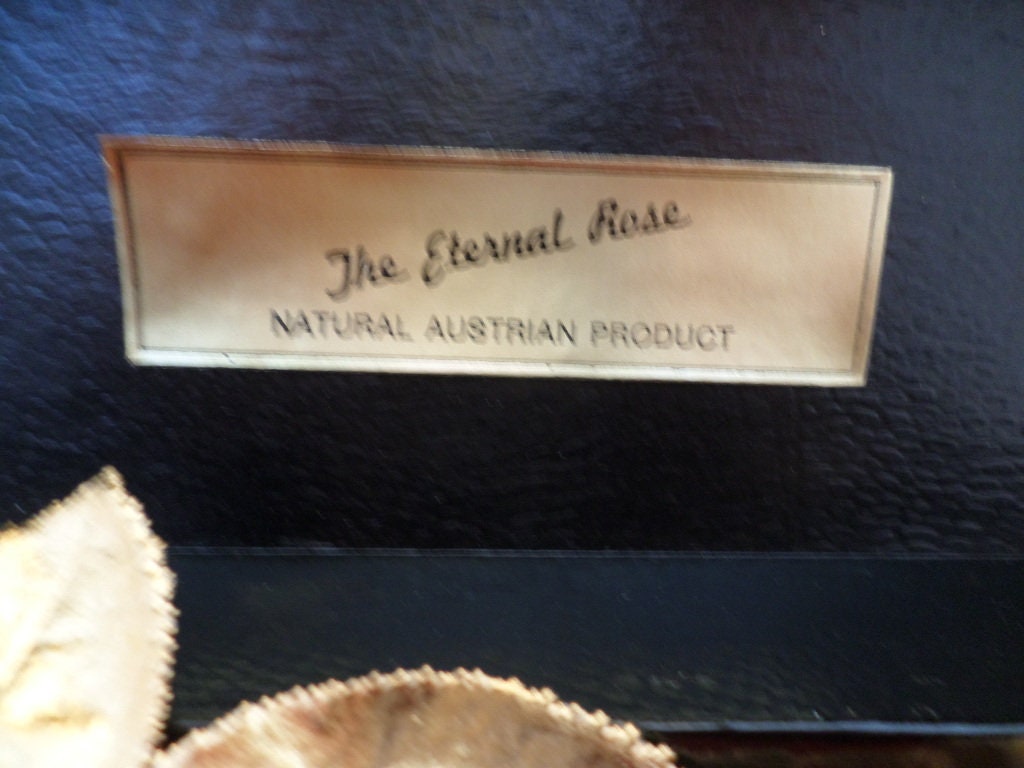 The Eternal Rose
NATURAL AUSTRIAN PRODUCT